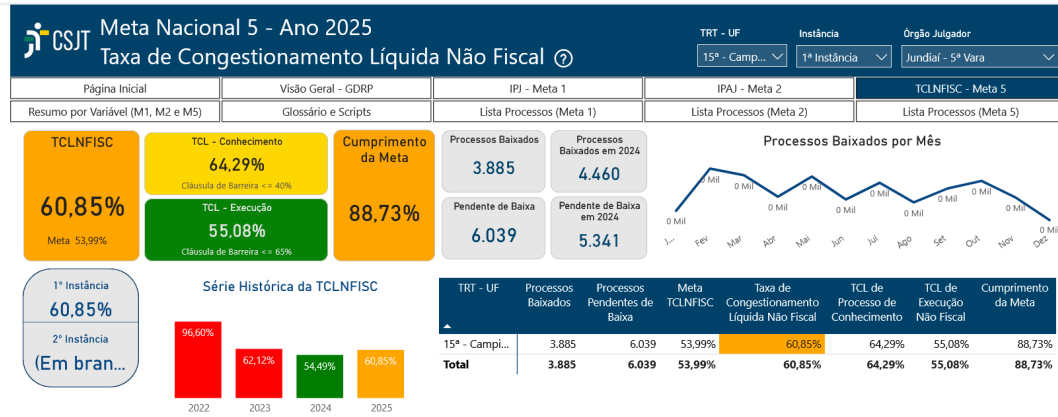 CSJT
Meta Nacional 5 - Ano 2025
Taxa de Congestionamento Líquida Não Fiscal ?
TRT - UF
Instância
Órgão Julgador
15ª - Camp...
1ª Instância
Jundiaí - 5ª Vara
Página Inicial
Visão Geral - GDRP
IPJ - Meta 1
IPAJ - Meta 2
TCLNFISC - Meta 5
Resumo por Variável (M1, M2 e M5)
Glossário e Scripts
Lista Processos (Meta 1)
Lista Processos (Meta 2)
Lista Processos (Meta 5)
TCLNFISC
60,85%
Meta 53,99%
TCL - Conhecimento
64,29%
Cláusula de Barreira <= 40%
TCL - Execução
55,08%
Cláusula de Barreira <= 65%
Cumprimento
da Meta
88,73%
Processos Baixados
3.885
Processos
Baixados em 2024
4.460
Pendente de Baixa
6.039
Pendente de Baixa
em 2024
5.341
Processos Baixados por Mês
0 Mil
0 Mil
0 Mil
0 Mil
0 Mil
0 Mil
0 Mil
0 Mil
0 Mil
0 Mil
0 Mil
0 Mil
J...
Fev
Mar
Abr
Mai
Jun
Jul
Ago
Set
Out
Nov
Dez
1° Instância
60,85%
2° Instância
(Em bran...
Série Histórica da TCLNFISC
96,60%
62,12%
54,49%
60,85%
2022
2023
2024
2025
TRT - UF
Processos
Baixados
Processos
Pendentes de
Baixa
Meta
TCLNFISC
Taxa de
Congestionamento
Líquida Não Fiscal
TCL de
Processo de
Conhecimento
TCL de
Execução
Não Fiscal
Cumprimento
da Meta
15ª - Campi... 3.885 6.039 53,99% 60,85% 64,29% 55,08% 88,73%
Total 3.885 6.039 53,99% 60,85% 64,29% 55,08% 88,73%